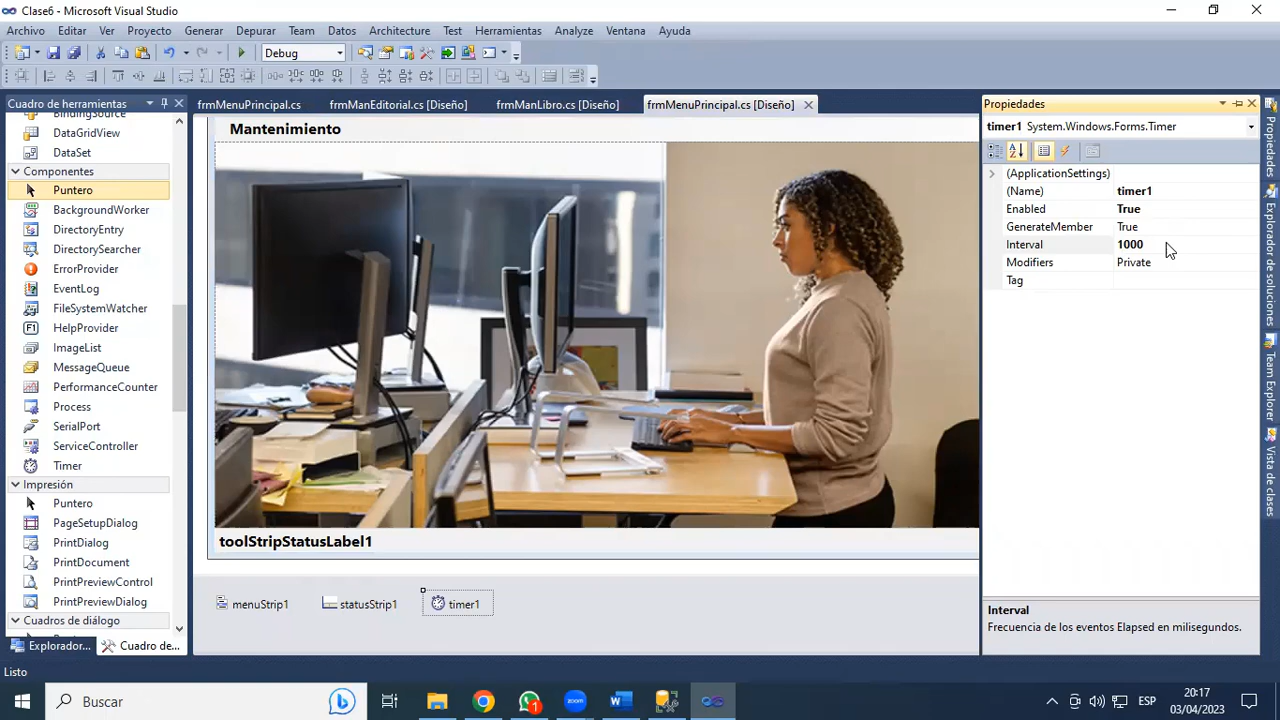 Clase6 - Microsoft Visual Studio
Archivo Editar Ver Proyecto Generar Depurar Team Datos Architecture Test Herramientas Analyze Ventana Ayuda
Debug
Cuadro de herramientas
frmMenuPrincipal.cs frmManEditorial.cs [Diseño] frmManLibro.cs [Diseño] frmMenuPrincipal.cs [Diseño]
BindingSource
DataGridView
DataSet
Componentes
Puntero
BackgroundWorker
DirectoryEntry
DirectorySearcher
ErrorProvider
EventLog
FileSystemWatcher
HelpProvider
ImageList
MessageQueue
PerformanceCounter
Process
SerialPort
ServiceController
Timer
Impresión
Puntero
PageSetupDialog
PrintDialog
PrintDocument
PrintPreviewControl
PrintPreviewDialog
Cuadros de diálogo
Explorador... Cuadro de...
Mantenimiento
toolStripStatusLabel1
menuStrip1 statusStrip1 timer1
Propiedades
timer1 System.Windows.Forms.Timer
(ApplicationSettings)
(Name) timer1
Enabled True
GenerateMember True
Interval 1000
Modifiers Private
Tag
Interval
Frecuencia de los eventos Elapsed en milisegundos.
Propiedades
Explorador de soluciones
Team Explorer
Vista de clases
Listo
Buscar
1
zoom
ESP
20:17
03/04/2023